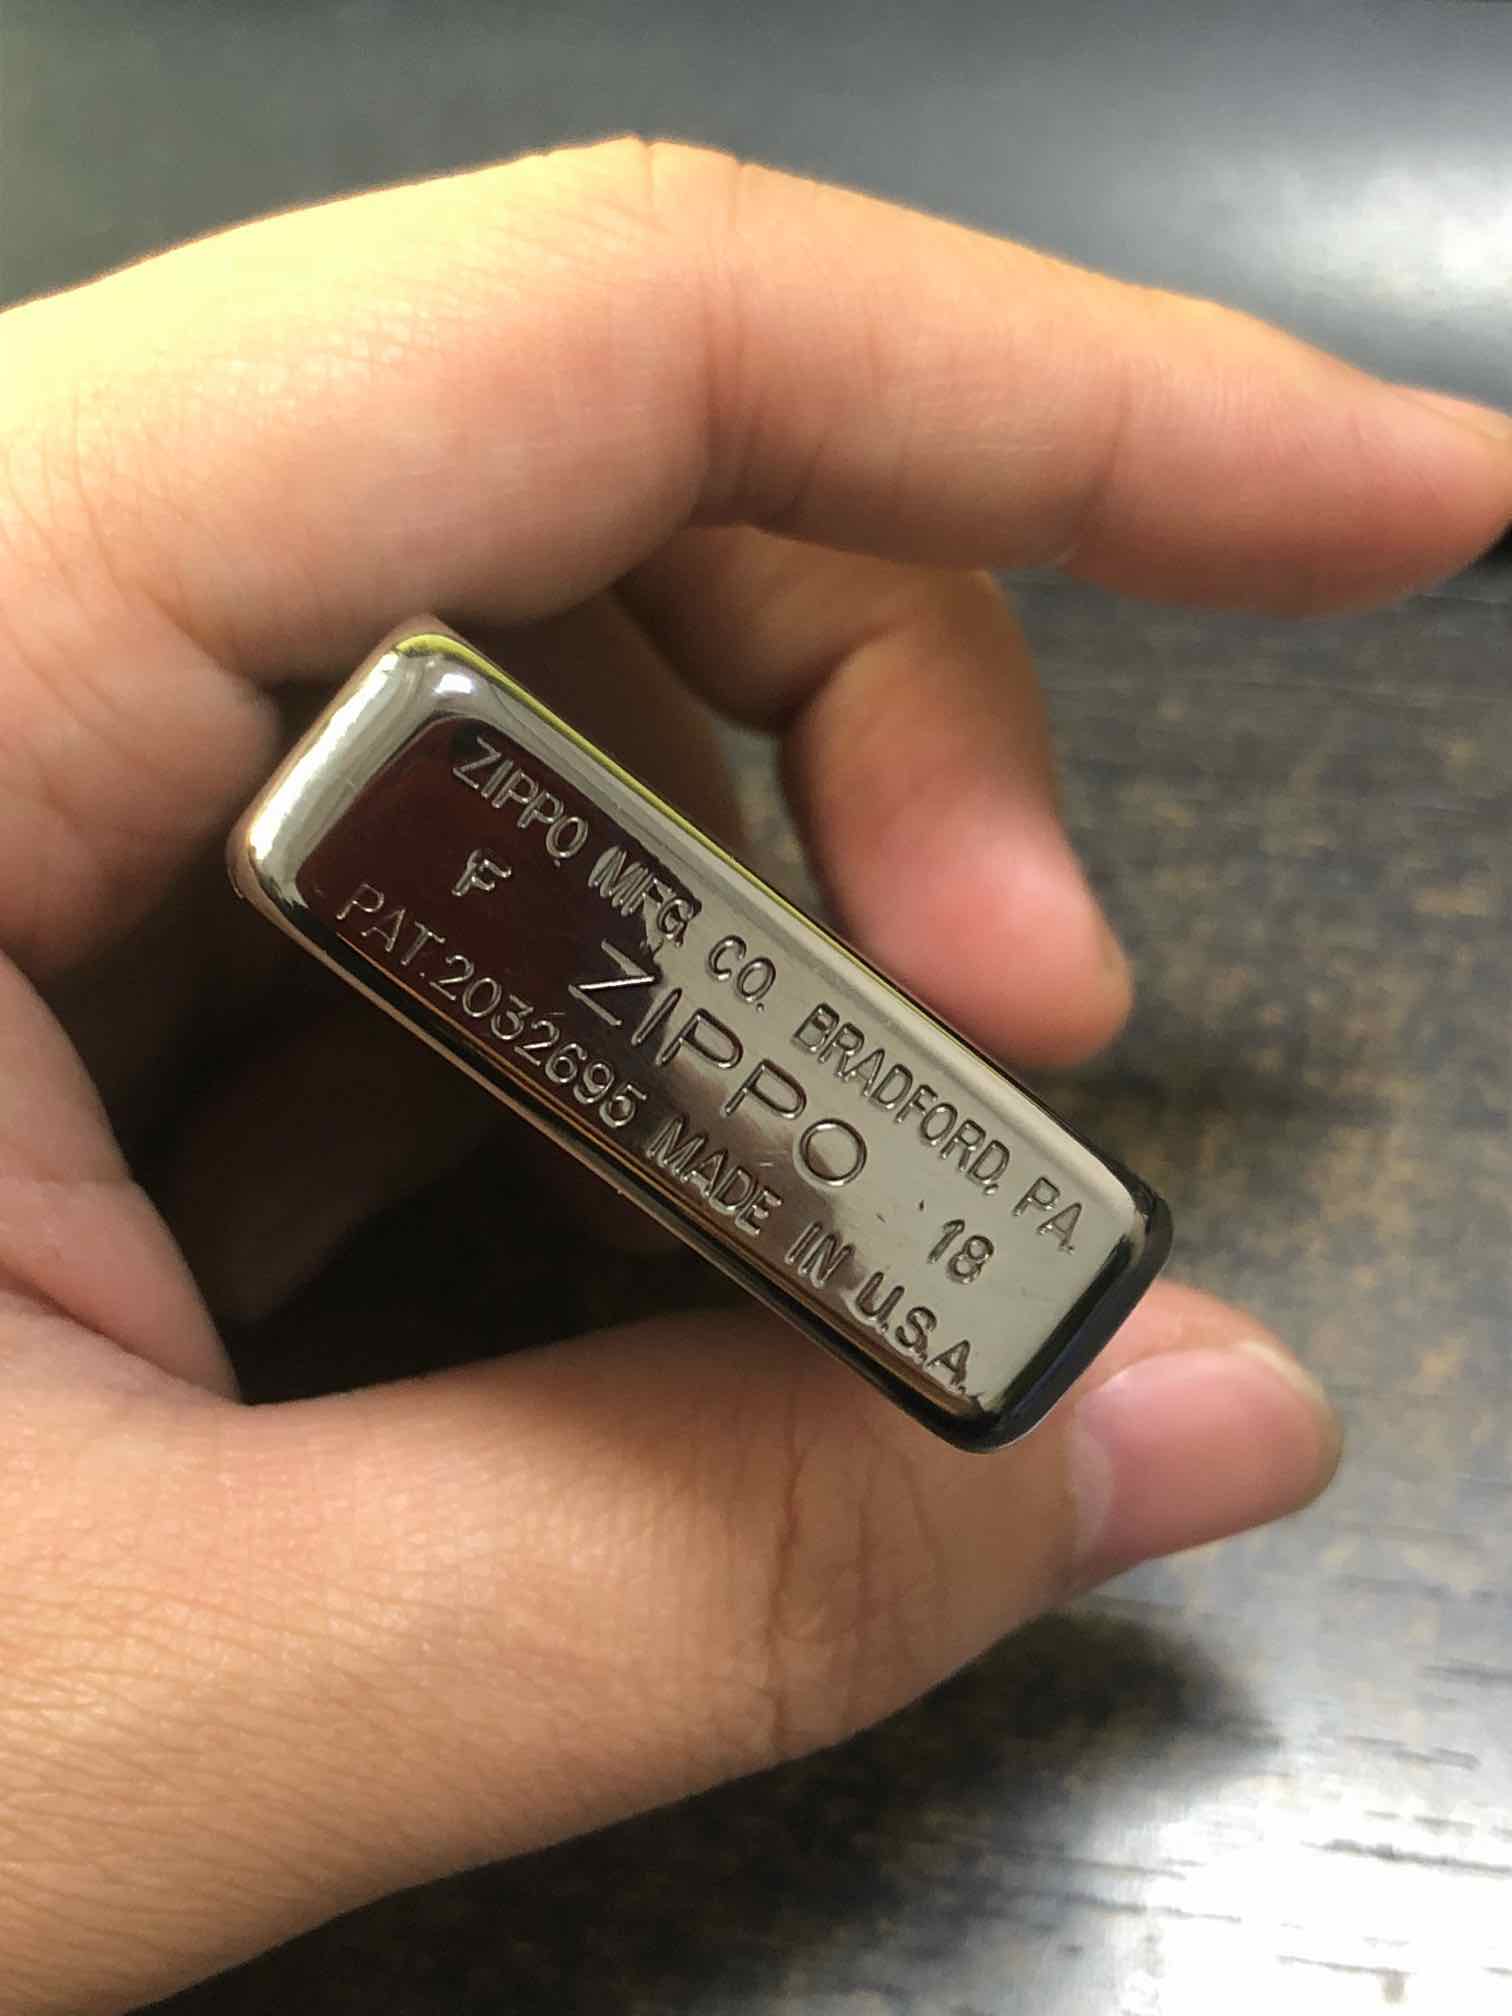 ZIPPO MFG. CO. BRADFORD, PA.
F ZIPPO 18
PAT.2032695 MADE IN U.S.A.